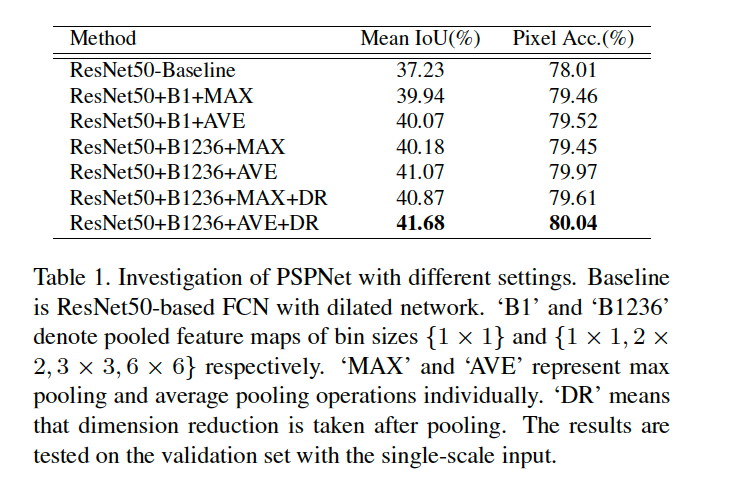 Method Mean IoU(%) Pixel Acc.(%)
ResNet50-Baseline 37.23 78.01
ResNet50+B1+MAX 39.94 79.46
ResNet50+B1+AVE 40.07 79.52
ResNet50+B1236+MAX 40.18 79.45
ResNet50+B1236+AVE 41.07 79.97
ResNet50+B1236+MAX+DR 40.87 79.61
ResNet50+B1236+AVE+DR 41.68 80.04
Table 1. Investigation of PSPNet with different settings. Baseline
is ResNet50-based FCN with dilated network. ‘B1’ and ‘B1236’
denote pooled feature maps of bin sizes {1 × 1} and {1 × 1, 2 ×
2, 3 × 3, 6 × 6} respectively. ‘MAX’ and ‘AVE’ represent max
pooling and average pooling operations individually. ‘DR’ means
that dimension reduction is taken after pooling. The results are
tested on the validation set with the single-scale input.